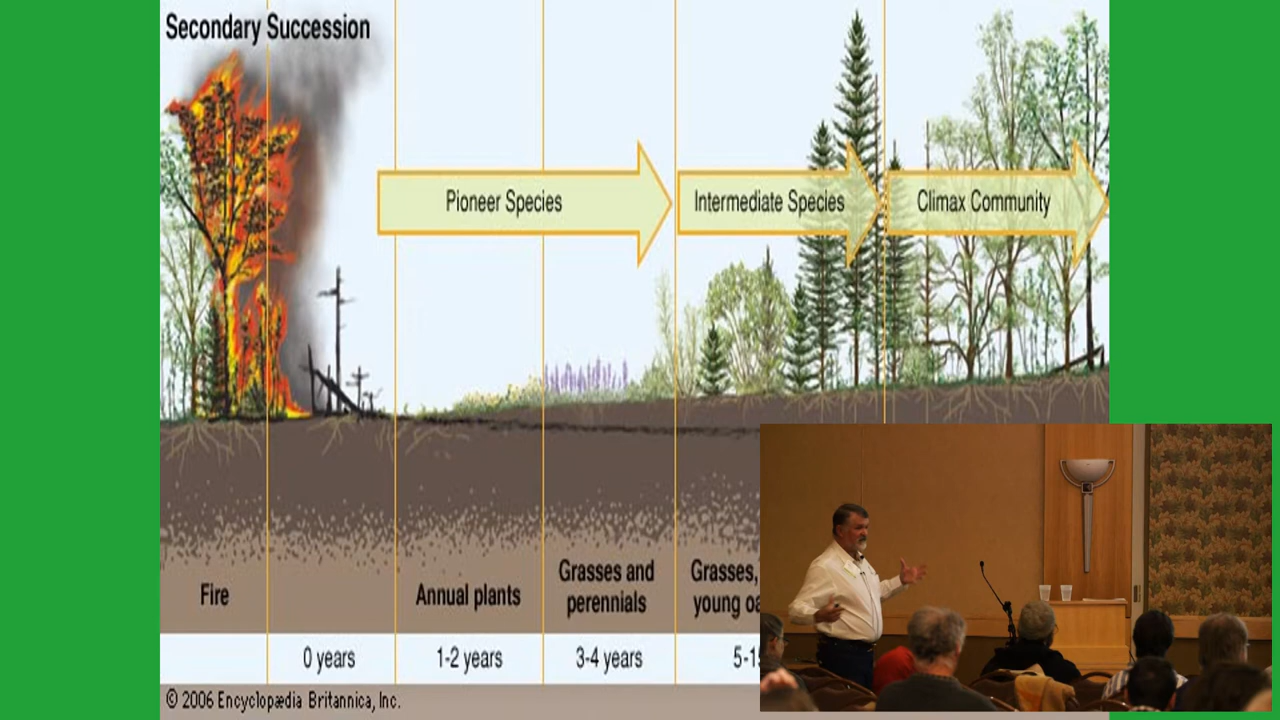 Secondary Succession
Pioneer Species
Intermediate Species
Climax Community
Fire
Annual plants
Grasses and
perennials
Grasses,
young
0 years
1-2 years
3-4 years
© 2006 Encyclopædia Britannica, Inc.